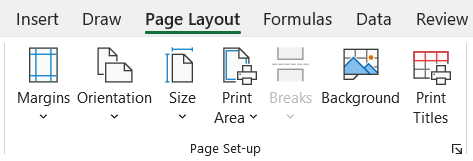 Insert Draw Page Layout Formulas Data Review
Margins Orientation Size Print Area Breaks Background Print Titles
Page Set-up